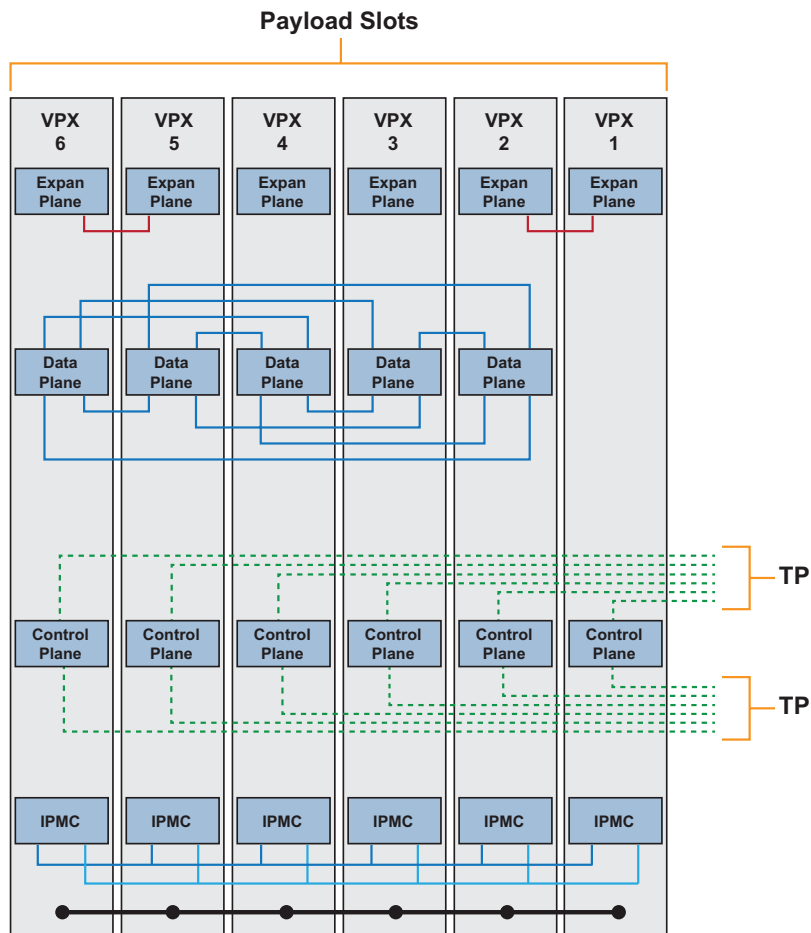 Payload Slots
VPX
6
VPX
5
VPX
4
VPX
3
VPX
2
VPX
1
Expan
Plane
Expan
Plane
Expan
Plane
Expan
Plane
Expan
Plane
Expan
Plane
Data
Plane
Data
Plane
Data
Plane
Data
Plane
Data
Plane
TP
Control
Plane
Control
Plane
Control
Plane
Control
Plane
Control
Plane
Control
Plane
TP
IPMC
IPMC
IPMC
IPMC
IPMC
IPMC